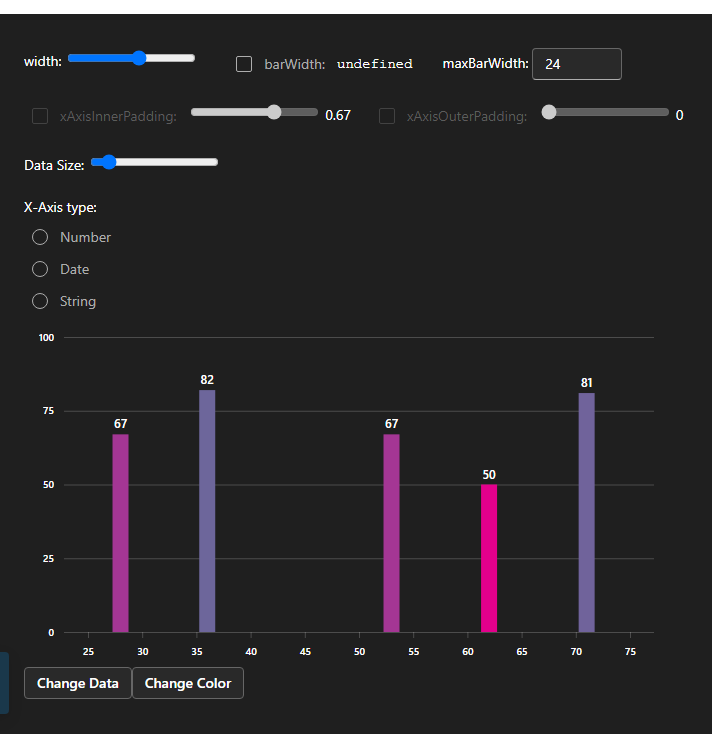 width: barWidth: undefined maxBarWidth: 24
xAxisInnerPadding: 0.67 xAxisOuterPadding: 0
Data Size:
X-Axis type:
Number
Date
String
100
82
81
75
67 67
50 50
25
0
25 30 35 40 45 50 55 60 65 70 75
Change Data Change Color